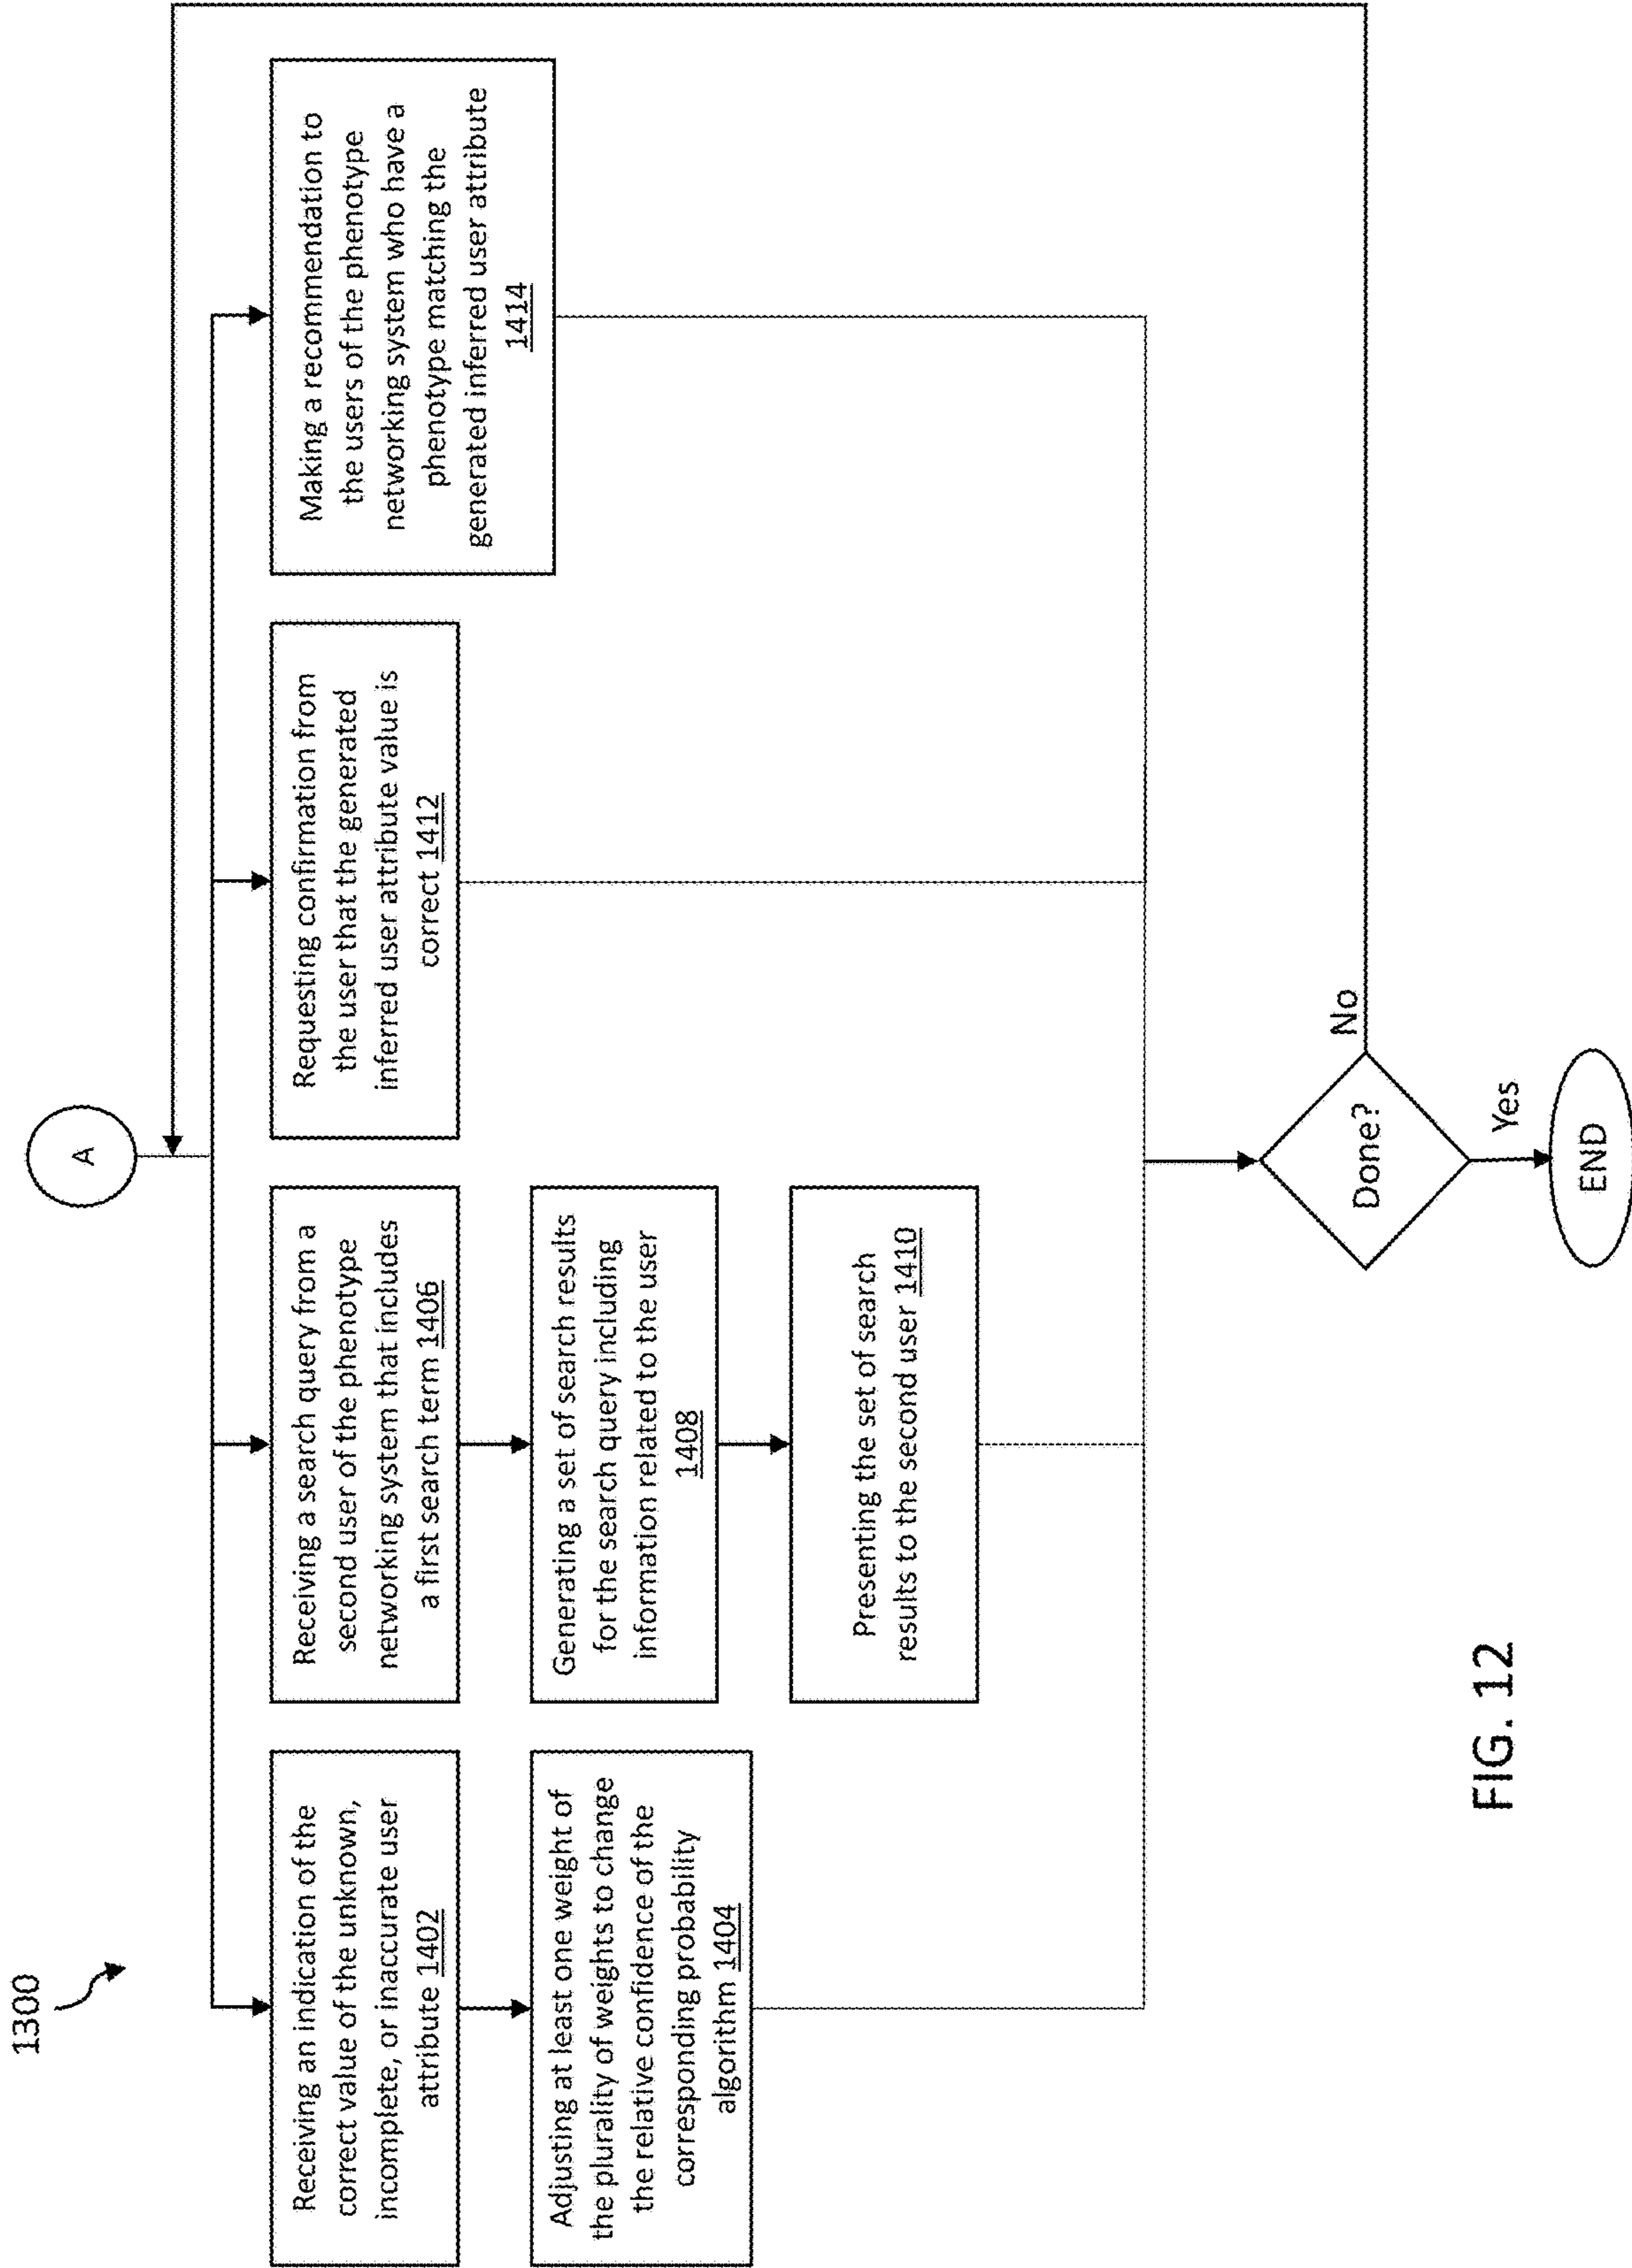 1300
A
Receiving an indication of the
correct value of the unknown,
incomplete, or inaccurate user
attribute 1402
Adjusting at least one weight of
the plurality of weights to change
the relative confidence of the
corresponding probability
algorithm 1404
Receiving a search query from a
second user of the phenotype
networking system that includes
a first search term 1406
Generating a set of search results
for the search query including
information related to the user
1408
Presenting the set of search
results to the second user 1410
Requesting confirmation from
the user that the generated
inferred user attribute value is
correct 1412
Making a recommendation to
the users of the phenotype
networking system who have a
phenotype matching the
generated inferred user attribute
1414
Done?
No
Yes
END
FIG. 12